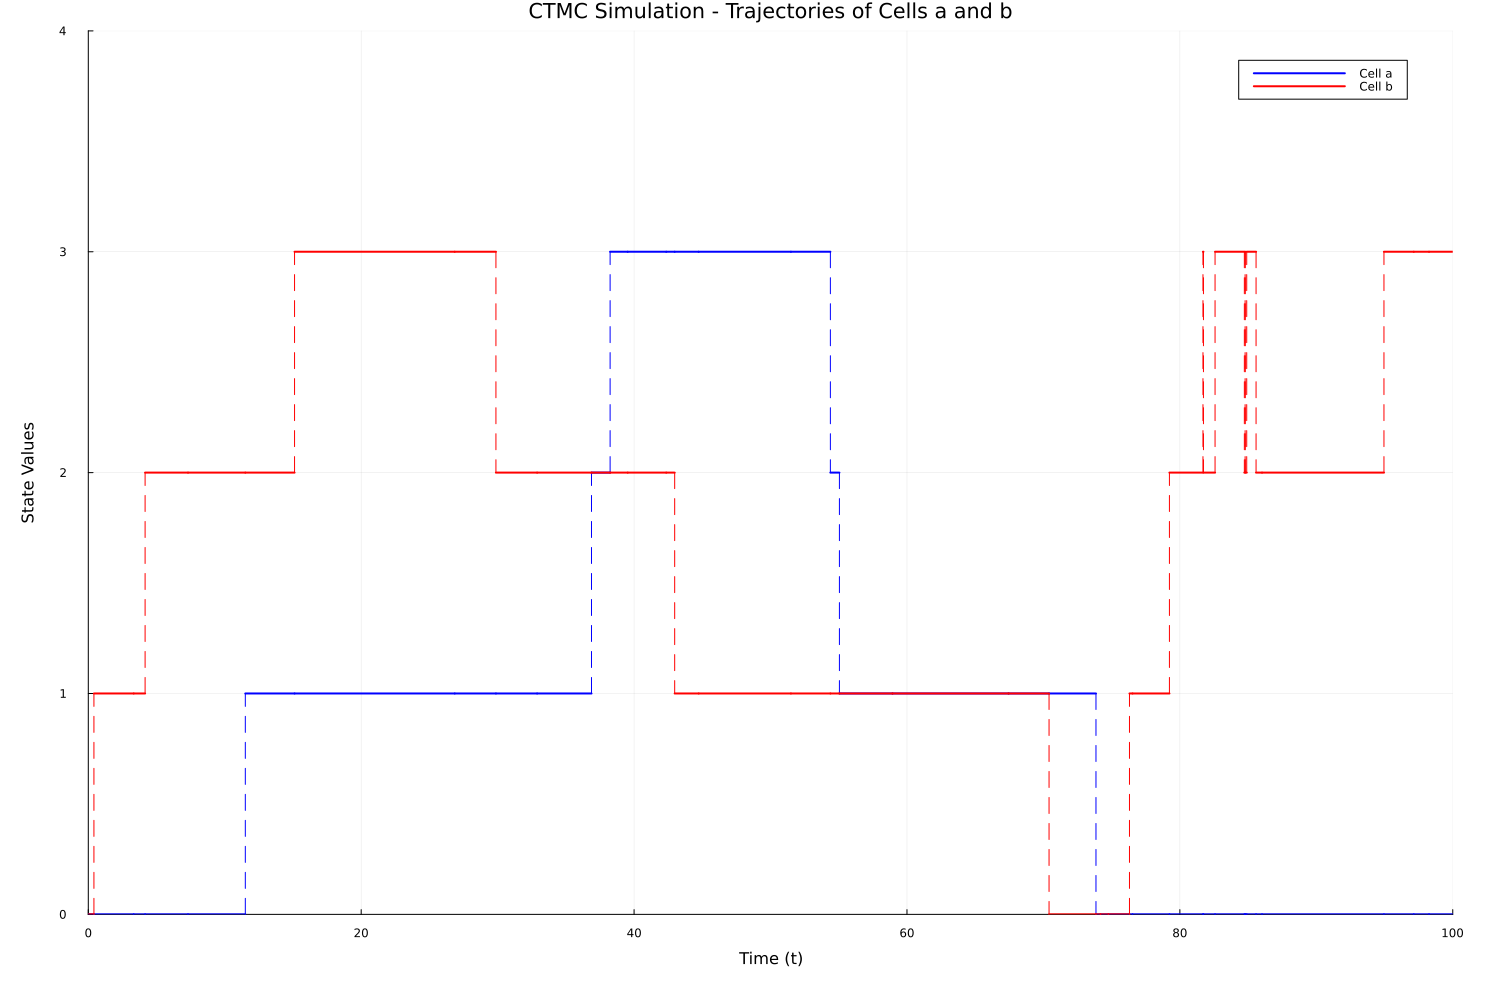 CTMC Simulation - Trajectories of Cells a and b
Cell a
Cell b
State Values
4
3
2
1
0
0 20 40 60 80 100
Time (t)